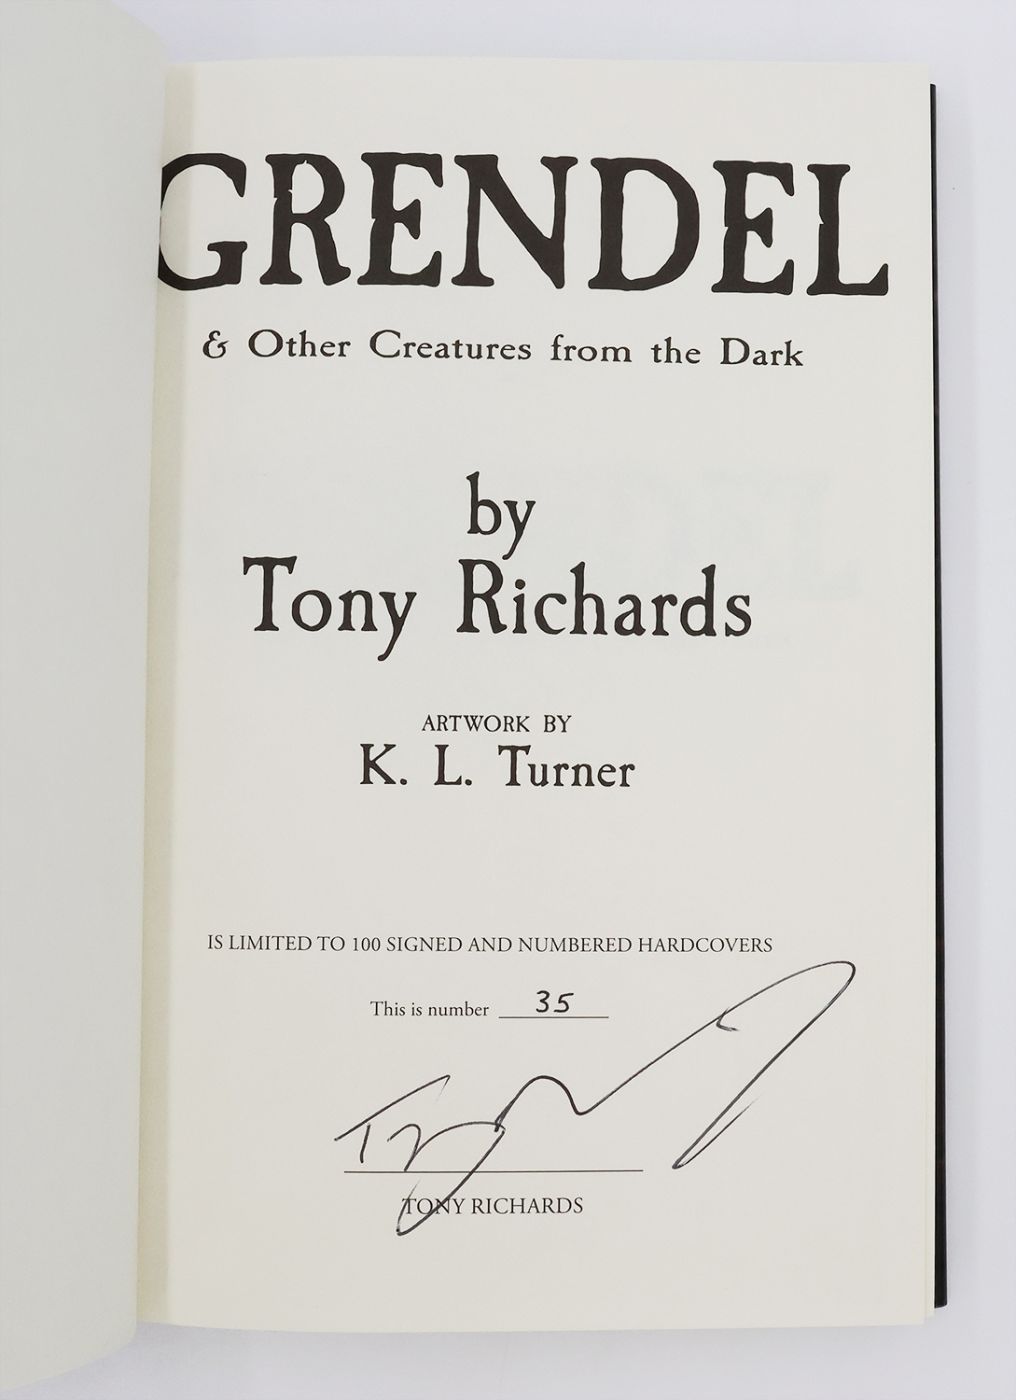 GRENDEL
& Other Creatures from the Dark
by
Tony Richards
ARTWORK BY
K. L. Turner
IS LIMITED TO 100 SIGNED AND NUMBERED HARDCOVERS
This is number 35
TONY RICHARDS